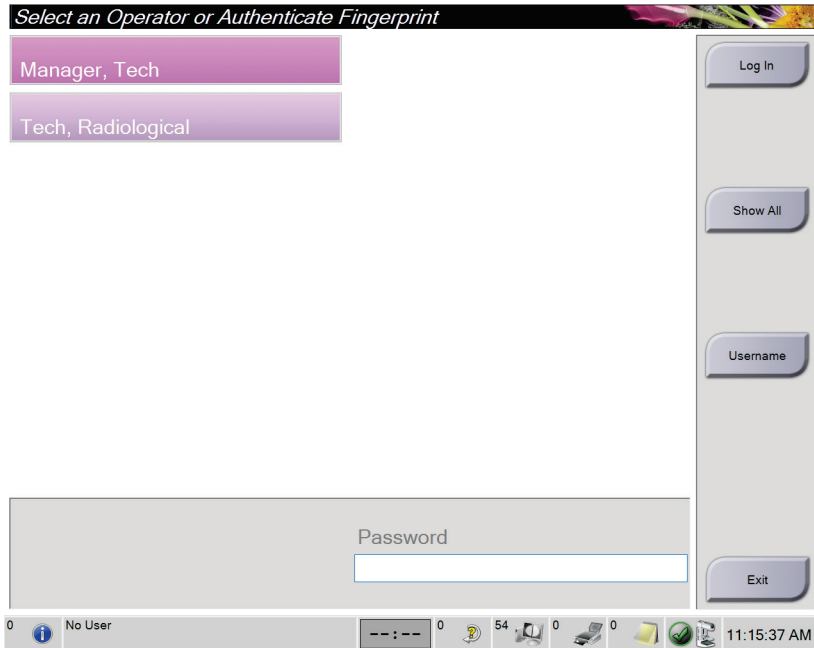 Select an Operator or Authenticate Fingerprint
Manager, Tech
Tech, Radiological
Log In
Show All
Username
Password
Exit
0 No User --:-- 0 54 0 0 11:15:37 AM